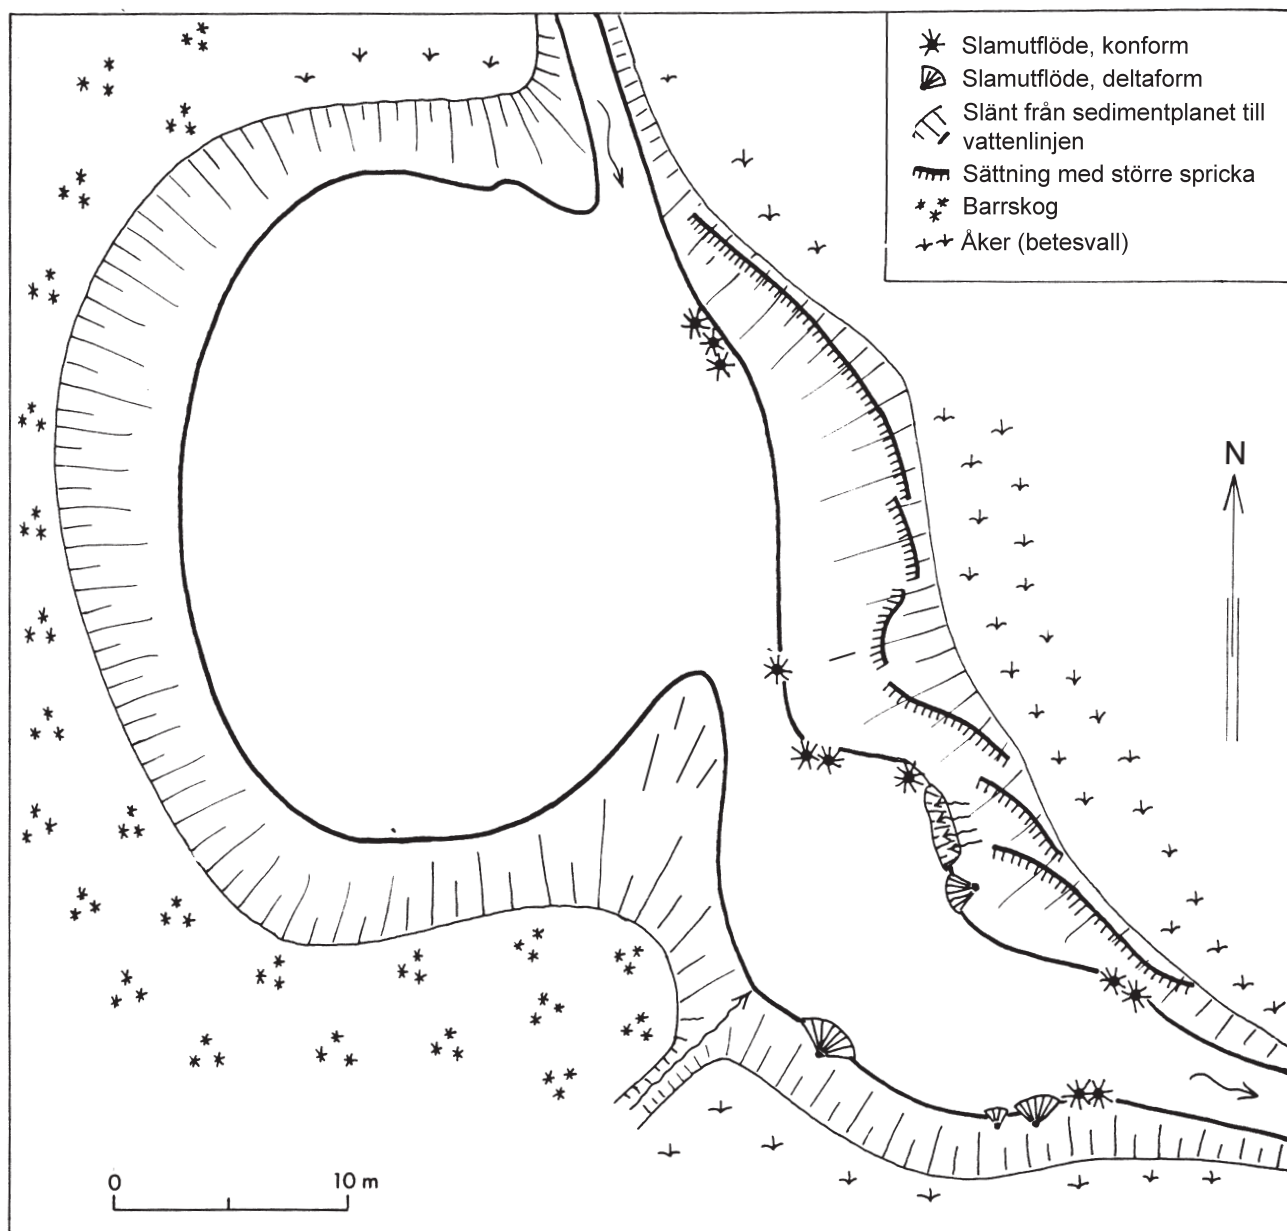 Slamutflöde, konform
Slamutflöde, deltaform
Slänt från sedimentplanet till
vattenlinjen
Sättning med större spricka
Barrskog
Åker (betesvall)
N
0 10 m